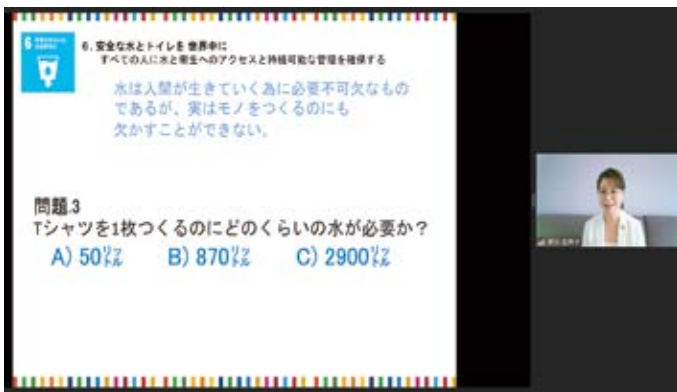 6
6. 安全な水とトイレを 世界中に
すべての人に水と衛生へのアクセスと持続可能な管理を確保する
水は人間が生きていく為に必要不可欠なもの
であるが、実はモノをつくるのにも
欠かすことができない。
問題.3
Tシャツを1枚つくるのにどのくらいの水が必要か？
A) 50㍑ B) 870㍑ C) 2900㍑